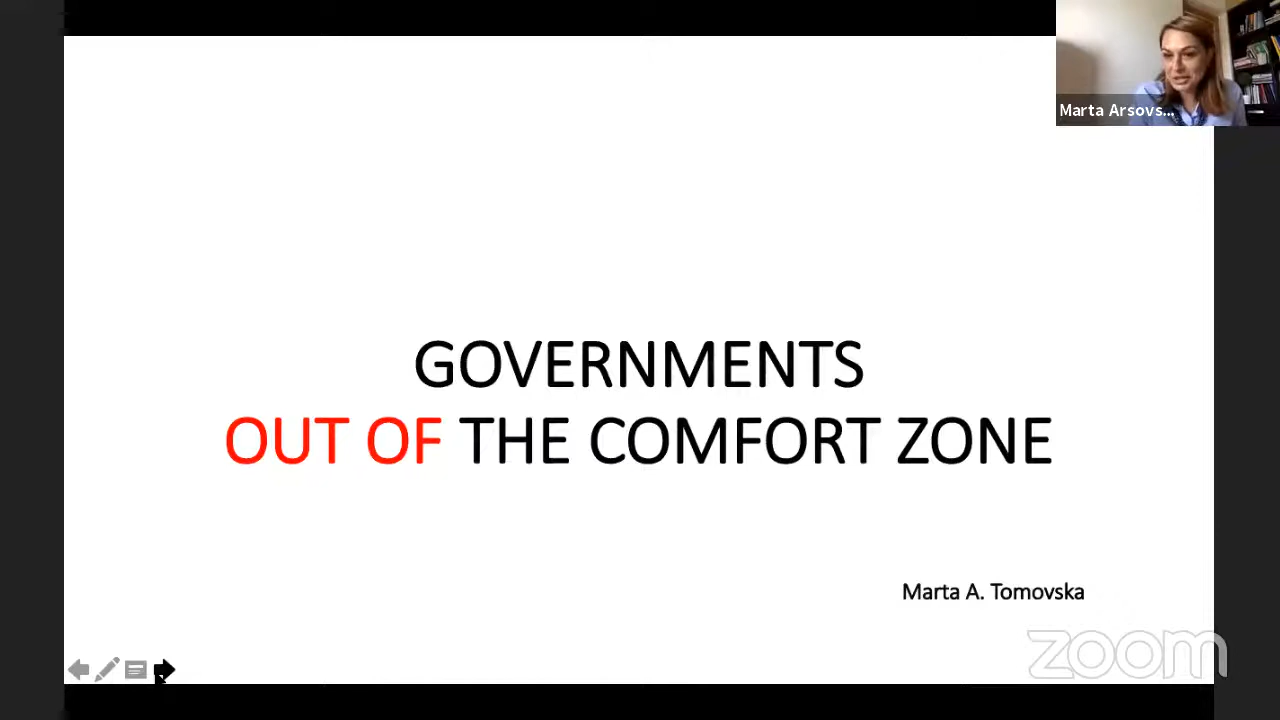 Marta Arsovs...
GOVERNMENTS
OUT OF THE COMFORT ZONE
Marta A. Tomovska
zoom